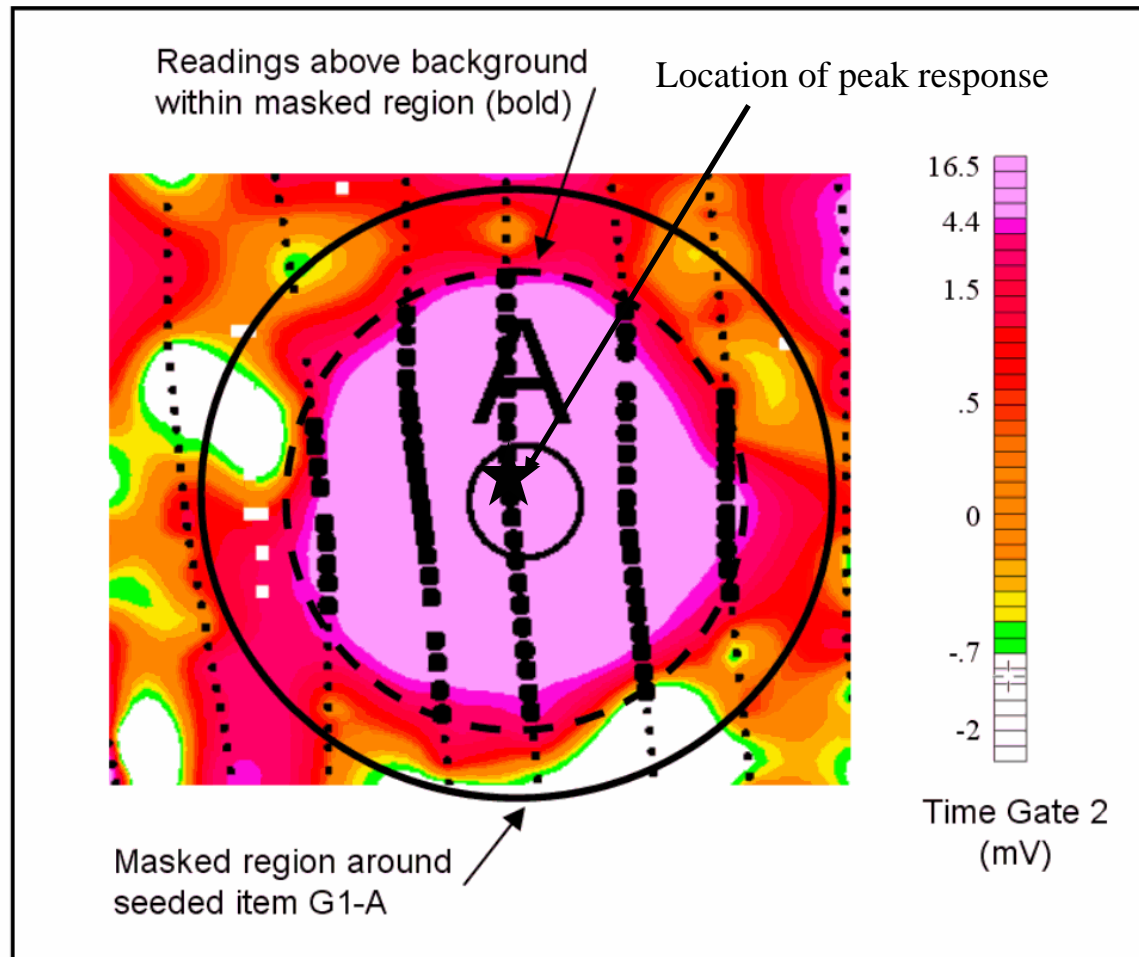 Readings above background
within masked region (bold)
Location of peak response
A
16.5
4.4
1.5
.5
0
-.7
-2
Time Gate 2
(mV)
Masked region around
seeded item G1-A